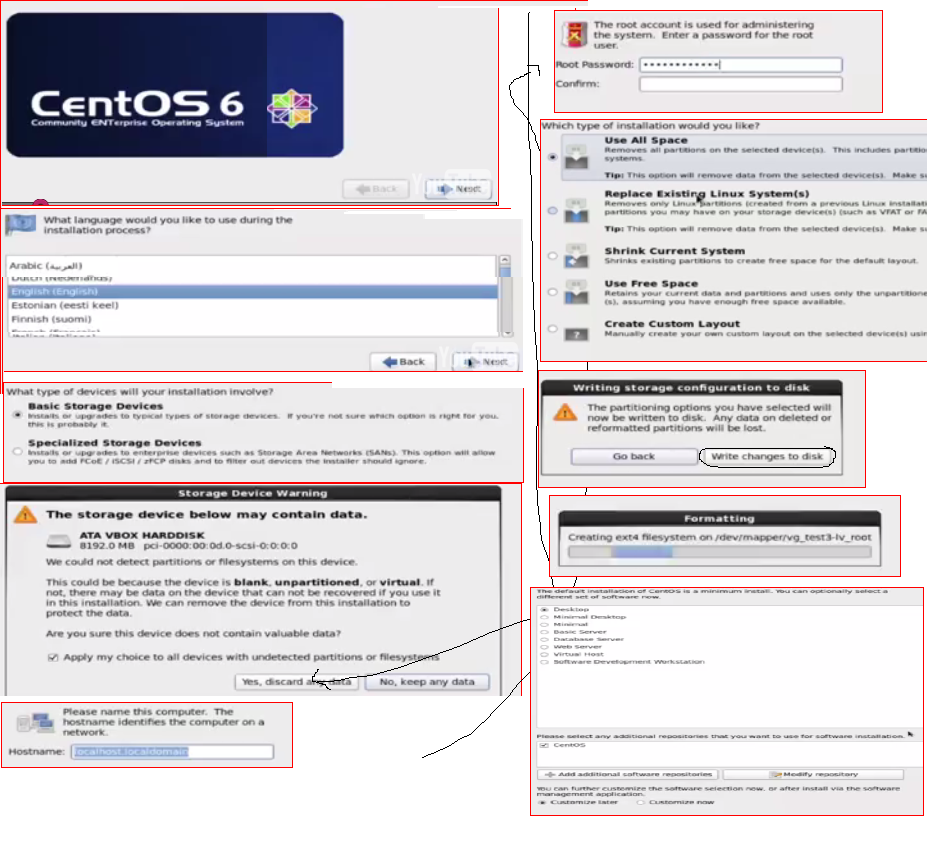 CentOS 6
Community ENTerprise Operating System
Back
Next
What language would you like to use during the
installation process?
Arabic (العربية)
Dutch (Nederlands)
English (English)
Estonian (eesti keel)
Finnish (suomi)
French (Français)
Italian (Italiano)
Back
Next
What type of devices will your installation involve?
Basic Storage Devices
Installs or upgrades to typical types of storage devices. If you're not sure which option is right for you,
this is probably it.
Specialized Storage Devices
Installs or upgrades to enterprise devices such as Storage Area Networks (SANs). This option will allow
you to add FCoE / iSCSI / zFCP disks and to filter out devices the installer should ignore.
Storage Device Warning
The storage device below may contain data.
ATA VBOX HARDDISK
8192.0 MB pci-0000:00:0d.0-scsi-0:0:0:0
We could not detect partitions or filesystems on this device.
This could be because the device is blank, unpartitioned, or virtual. If
not, there may be data on the device that can not be recovered if you use it
in this installation. We can remove the device from this installation to
protect the data.
Are you sure this device does not contain valuable data?
Apply my choice to all devices with undetected partitions or filesystems
Yes, discard any data
No, keep any data
Please name this computer. The
hostname identifies the computer on a
network.
Hostname: localhost.localdomain
The root account is used for administering
the system. Enter a password for the root
user.
Root Password: ••••••••••••
Confirm:
Which type of installation would you like?
Use All Space
Removes all partitions on the selected device(s). This includes partitio
systems.
Tip: This option will remove data from the selected device(s). Make s
Replace Existing Linux System(s)
Removes only Linux partitions (created from a previous Linux installati
partitions you may have on your storage device(s) (such as VFAT or FA
Tip: This option will remove data from the selected device(s). Make s
Shrink Current System
Shrinks existing partitions to create free space for the default layout.
Use Free Space
Retains your current data and partitions and uses only the unpartitione
(s), assuming you have enough free space available.
Create Custom Layout
Manually create your own custom layout on the selected device(s) usin
Writing storage configuration to disk
The partitioning options you have selected will
now be written to disk. Any data on deleted or
reformatted partitions will be lost.
Go back
Write changes to disk
Formatting
Creating ext4 filesystem on /dev/mapper/vg_test3-lv_root
The default installation of CentOS is a minimum install. You can optionally select a
different set of software now.
Desktop
Minimal Desktop
Minimal
Basic Server
Database Server
Web Server
Virtual Host
Software Development Workstation
Please select any additional repositories that you want to use for software installation.
CentOS
Add additional software repositories
Modify repository
You can further customize the software selection now, or after install via the software
management application.
Customize later
Customize now